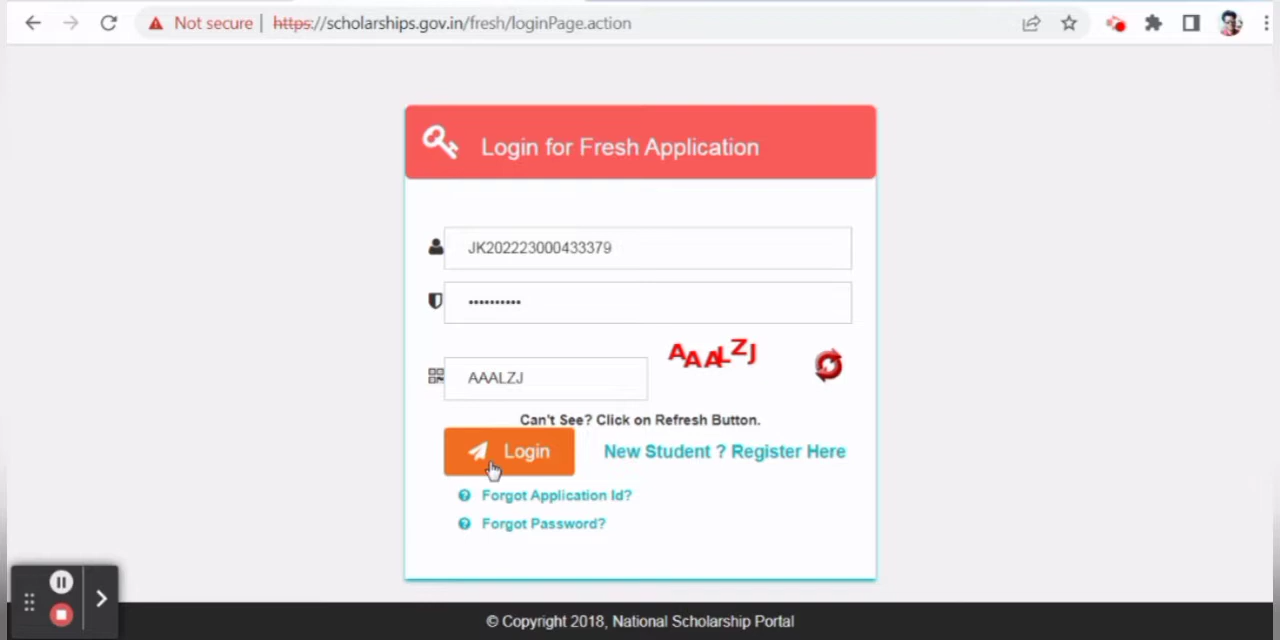 Not secure | https://scholarships.gov.in/fresh/loginPage.action
Login for Fresh Application
JK202223000433379
••••••••••
AAALZJ
AAALZJ
Can't See? Click on Refresh Button.
Login
New Student ? Register Here
Forgot Application Id?
Forgot Password?
© Copyright 2018, National Scholarship Portal